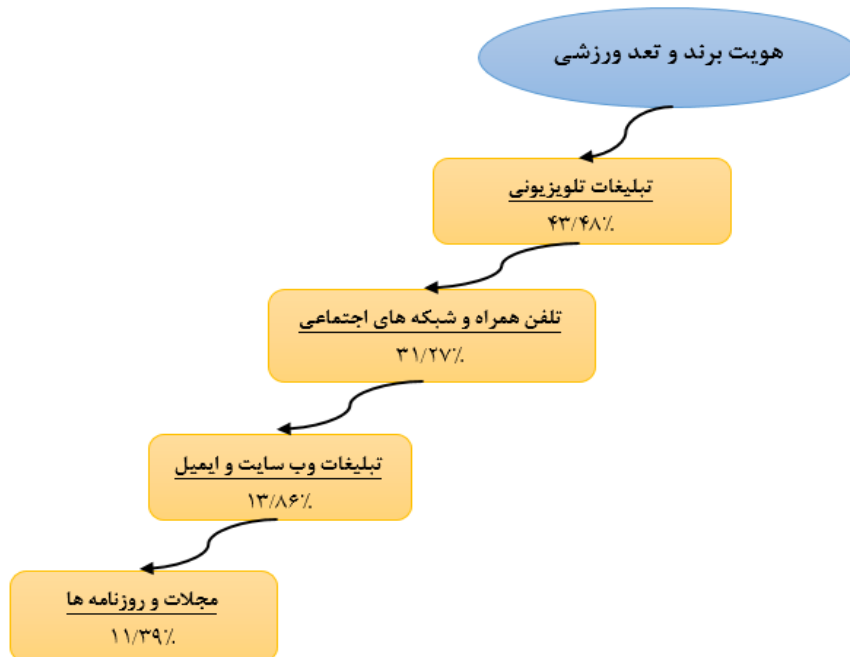 هویت برند و تعد ورزشی
تبلیغات تلویزیونی
۴۳/۴۸٪
تلفن همراه و شبکه های اجتماعی
۳۱/۲۷٪
تبلیغات وب سایت و ایمیل
۱۳/۸۶٪
مجلات و روزنامه ها
۱۱/۳۹٪